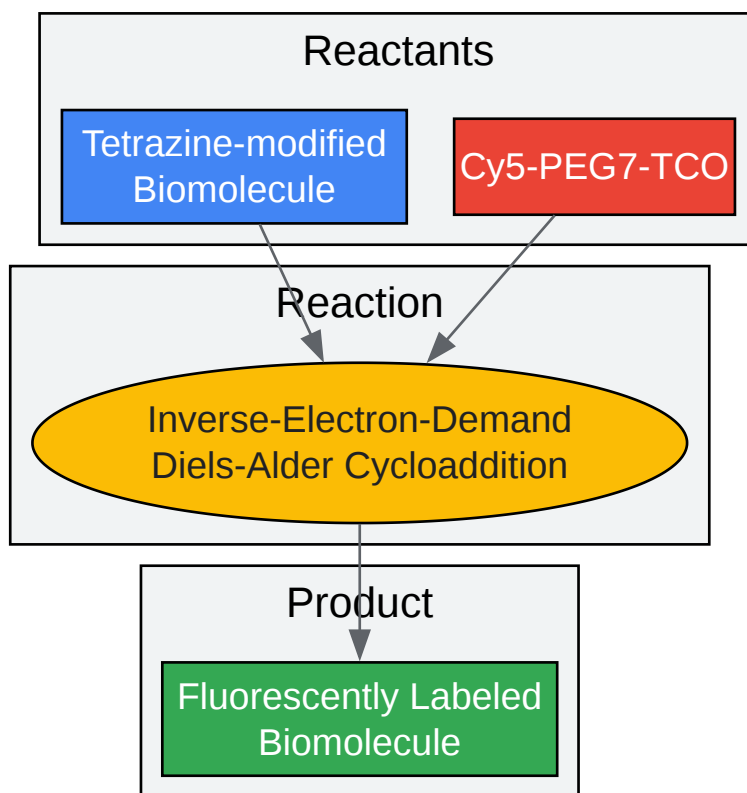 Reactants
Tetrazine-modified
Biomolecule
Cy5-PEG7-TCO
Reaction
Inverse-Electron-Demand
Diels-Alder Cycloaddition
Product
Fluorescently Labeled
Biomolecule